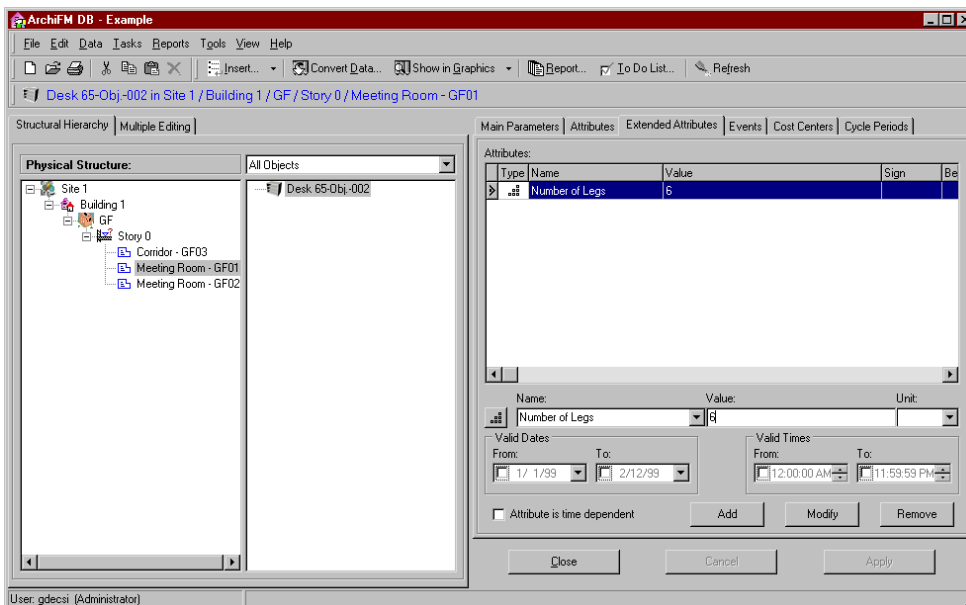 ArchiFM DB - Example
File Edit Data Tasks Reports Tools View Help
Insert... Convert Data... Show in Graphics Report... To Do List... Refresh
Desk 65-Obj.-002 in Site 1 / Building 1 / GF / Story 0 / Meeting Room - GF01
Structural Hierarchy Multiple Editing
Main Parameters Attributes Extended Attributes Events Cost Centers Cycle Periods
Physical Structure: All Objects
Site 1
Building 1
GF
Story 0
Corridor - GF03
Meeting Room - GF01
Meeting Room - GF02
Desk 65-Obj.-002
Attributes:
Type Name Value Sign Be
Number of Legs 6
Name: Value: Unit:
Number of Legs 6
Valid Dates Valid Times
From: To: From: To:
1/ 1/99 2/12/99 12:00:00 AM 11:59:59 PM
Attribute is time dependent Add Modify Remove
Close Cancel Apply
User: gdecsi (Administrator)